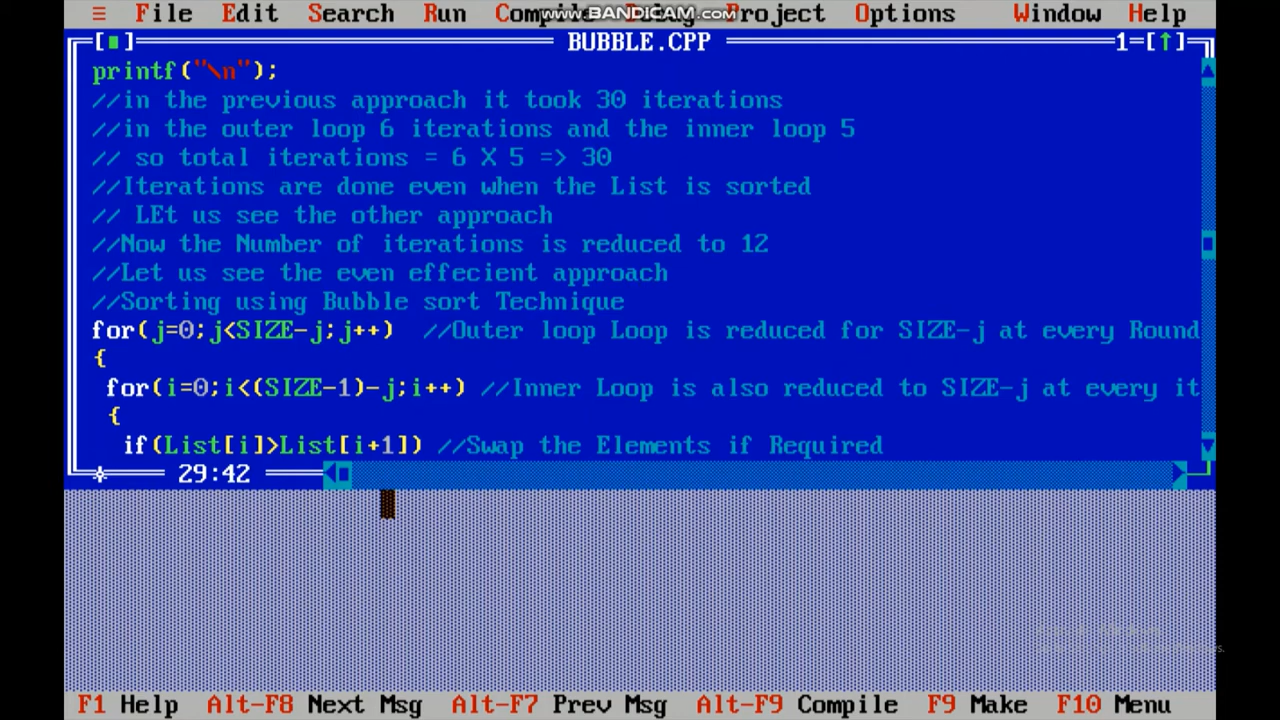 ≡ File Edit Search Run Compile Debug Project Options Window Help
www.BANDICAM.com
[■] BUBBLE.CPP 1=[↑]
printf("\n");
//in the previous approach it took 30 iterations
//in the outer loop 6 iterations and the inner loop 5
// so total iterations = 6 X 5 => 30
//Iterations are done even when the List is sorted
// LEt us see the other approach
//Now the Number of iterations is reduced to 12
//Let us see the even effecient approach
//Sorting using Bubble sort Technique
for(j=0;j<SIZE-j;j++) //Outer loop Loop is reduced for SIZE-j at every Round
{
for(i=0;i<(SIZE-1)-j;i++) //Inner Loop is also reduced to SIZE-j at every it
{
if(List[i]>List[i+1]) //Swap the Elements if Required
29:42
F1 Help Alt-F8 Next Msg Alt-F7 Prev Msg Alt-F9 Compile F9 Make F10 Menu